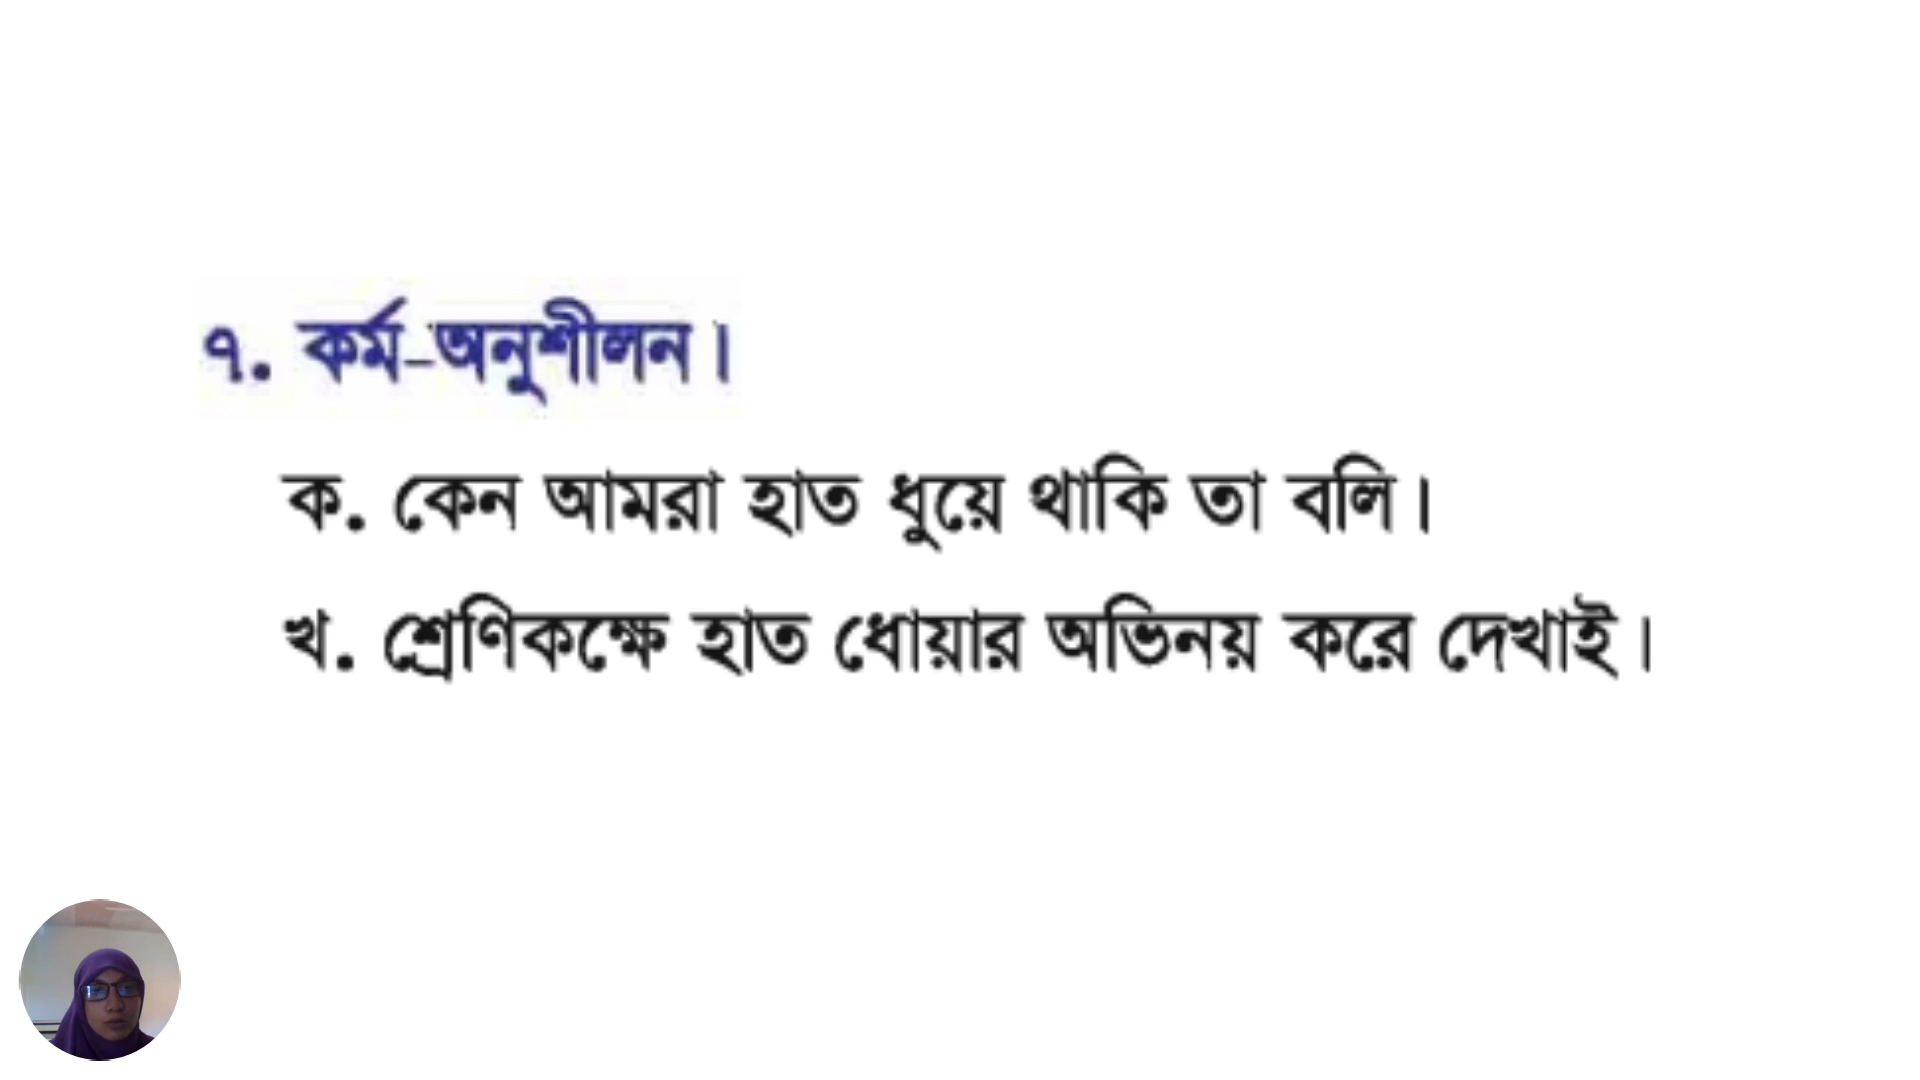 ৭. কর্ম-অনুশীলন।
ক. কেন আমরা হাত ধুয়ে থাকি তা বলি।
খ. শ্রেণিকক্ষে হাত ধোয়ার অভিনয় করে দেখাই।